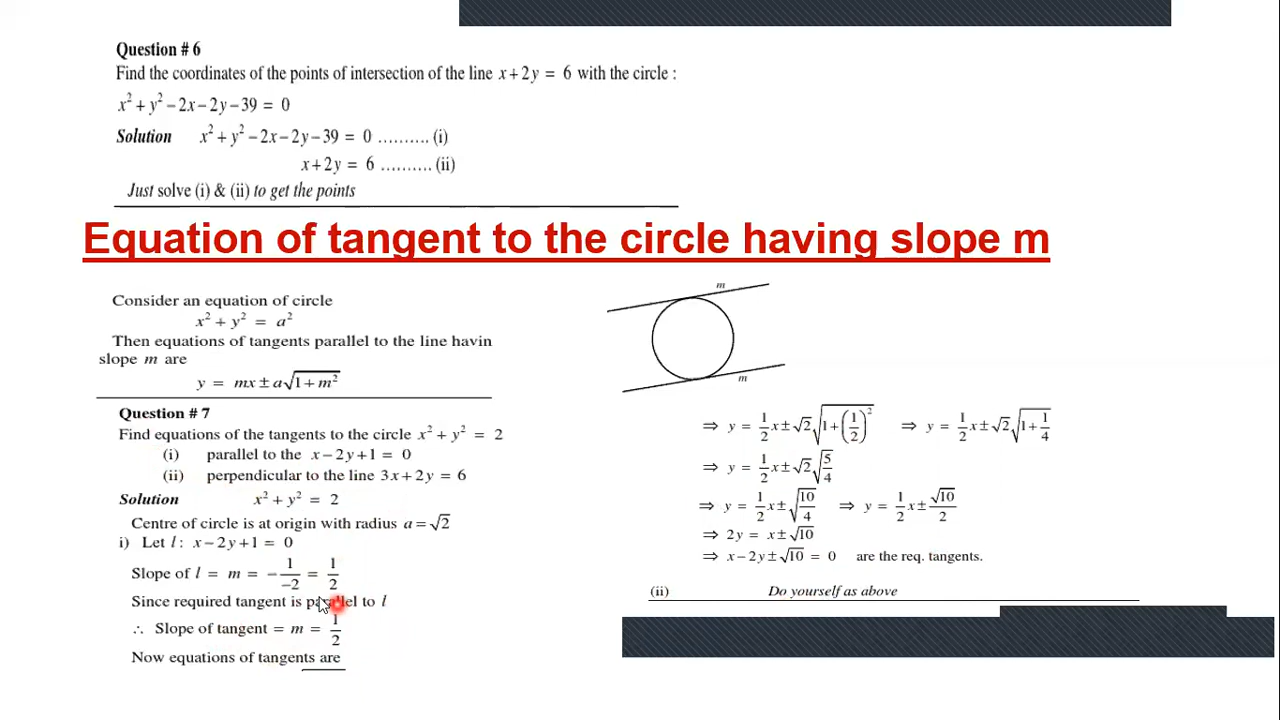 Question # 6
Find the coordinates of the points of intersection of the line x + 2y = 6 with the circle :
x² + y² − 2x − 2y − 39 = 0
Solution x² + y² − 2x − 2y − 39 = 0 .......... (i)
x + 2y = 6 .......... (ii)
Just solve (i) & (ii) to get the points
Equation of tangent to the circle having slope m
Consider an equation of circle
x² + y² = a²
Then equations of tangents parallel to the line havin
slope m are
y = mx ± a√(1 + m²)
Question # 7
Find equations of the tangents to the circle x² + y² = 2
(i) parallel to the x − 2y + 1 = 0
(ii) perpendicular to the line 3x + 2y = 6
Solution x² + y² = 2
Centre of circle is at origin with radius a = √2
i) Let l : x − 2y + 1 = 0
Slope of l = m = −1/−2 = 1/2
Since required tangent is parallel to l
∴ Slope of tangent = m = 1/2
Now equations of tangents are
m
m
⇒ y = 1/2 x ± √2 √(1 + (1/2)²) ⇒ y = 1/2 x ± √2 √(1 + 1/4)
⇒ y = 1/2 x ± √2 √(5/4)
⇒ y = 1/2 x ± √(10/4) ⇒ y = 1/2 x ± √10/2
⇒ 2y = x ± √10
⇒ x − 2y ± √10 = 0 are the req. tangents.
(ii) Do yourself as above